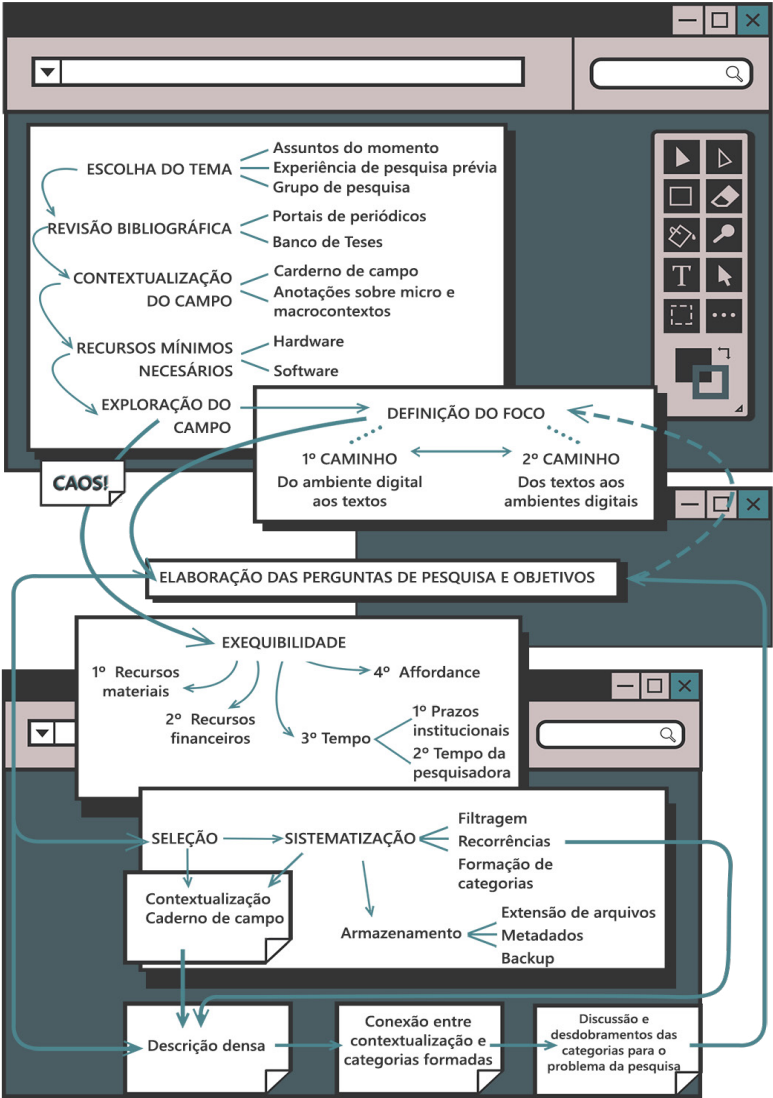 ESCOLHA DO TEMA
Assuntos do momento
Experiência de pesquisa prévia
Grupo de pesquisa
REVISÃO BIBLIOGRÁFICA
Portais de periódicos
Banco de Teses
CONTEXTUALIZAÇÃO
DO CAMPO
Carderno de campo
Anotações sobre micro e
macrocontextos
RECURSOS MÍNIMOS
NECESÁRIOS
Hardware
Software
EXPLORAÇÃO DO
CAMPO
T
CAOS!
DEFINIÇÃO DO FOCO
1º CAMINHO
Do ambiente digital
aos textos
2º CAMINHO
Dos textos aos
ambientes digitais
ELABORAÇÃO DAS PERGUNTAS DE PESQUISA E OBJETIVOS
EXEQUIBILIDADE
1º Recursos
materiais
2º Recursos
financeiros
3º Tempo
4º Affordance
1º Prazos
institucionais
2º Tempo da
pesquisadora
SELEÇÃO
SISTEMATIZAÇÃO
Filtragem
Recorrências
Formação de
categorias
Contextualização
Caderno de campo
Armazenamento
Extensão de arquivos
Metadados
Backup
Descrição densa
Conexão entre
contextualização e
categorias formadas
Discussão e
desdobramentos das
categorias para o
problema da pesquisa